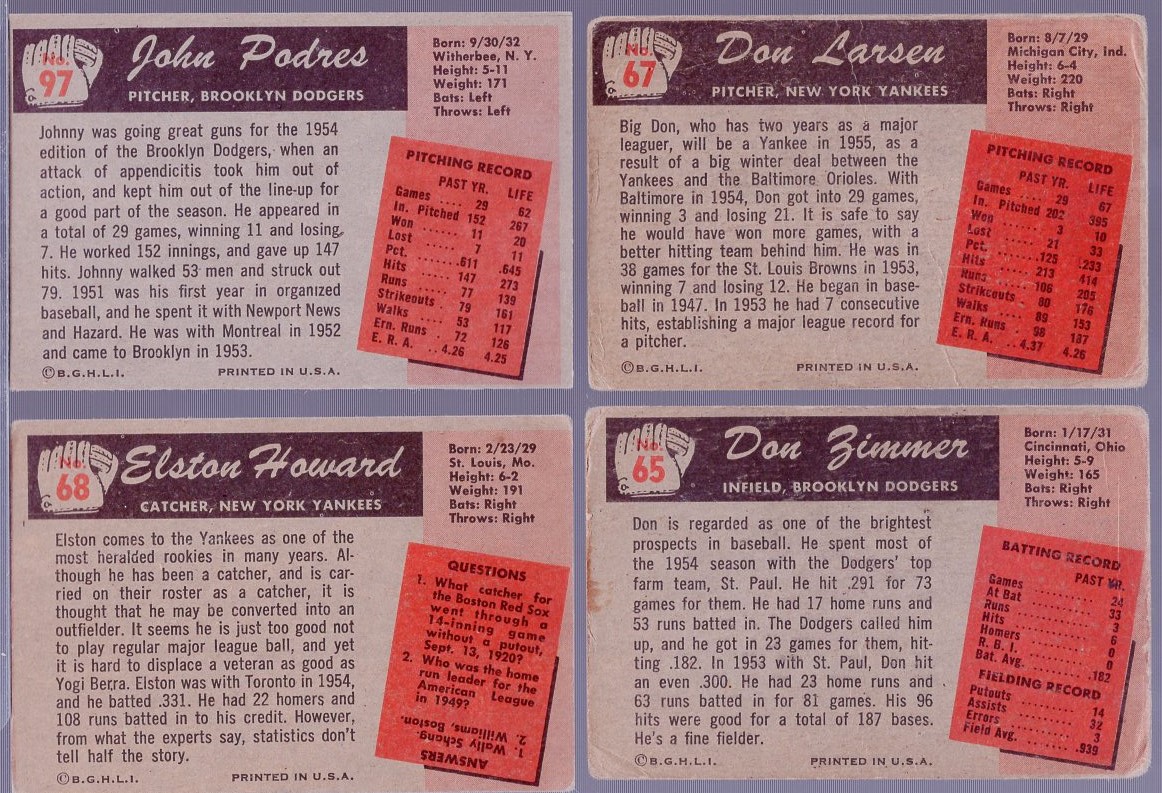 No. 97
John Podres
PITCHER, BROOKLYN DODGERS
Born: 9/30/32
Witherbee, N. Y.
Height: 5-11
Weight: 171
Bats: Left
Throws: Left
Johnny was going great guns for the 1954
edition of the Brooklyn Dodgers, when an
attack of appendicitis took him out of
action, and kept him out of the line-up for
a good part of the season. He appeared in
a total of 29 games, winning 11 and losing
7. He worked 152 innings, and gave up 147
hits. Johnny walked 53 men and struck out
79. 1951 was his first year in organized
baseball, and he spent it with Newport News
and Hazard. He was with Montreal in 1952
and came to Brooklyn in 1953.
PITCHING RECORD
PAST YR. LIFE
Games ..... 29 62
In. Pitched 152 267
Won ...... 11 20
Lost ...... 7 11
Pct. ..... .611 .645
Hits ..... 147 273
Runs ..... 77 139
Strikeouts . 79 161
Walks .... 53 117
Ern. Runs . 72 126
E. R. A. .. 4.26 4.25
©B.G.H.L.I. PRINTED IN U.S.A.
No. 67
Don Larsen
PITCHER, NEW YORK YANKEES
Born: 8/7/29
Michigan City, Ind.
Height: 6-4
Weight: 220
Bats: Right
Throws: Right
Big Don, who has two years as a major
leaguer, will be a Yankee in 1955, as a
result of a big winter deal between the
Yankees and the Baltimore Orioles. With
Baltimore in 1954, Don got into 29 games,
winning 3 and losing 21. It is safe to say
he would have won more games, with a
better hitting team behind him. He was in
38 games for the St. Louis Browns in 1953,
winning 7 and losing 12. He began in base-
ball in 1947. In 1953 he had 7 consecutive
hits, establishing a major league record for
a pitcher.
PITCHING RECORD
PAST YR. LIFE
Games ..... 29 67
In. Pitched 202 395
Won ...... 3 10
Lost ...... 21 33
Pct. ..... .125 .233
Hits ..... 213 414
Runs ..... 106 205
Strikeouts . 80 176
Walks .... 89 153
Ern. Runs . 98 187
E. R. A. .. 4.37 4.26
©B.G.H.L.I. PRINTED IN U.S.A.
No. 68
Elston Howard
CATCHER, NEW YORK YANKEES
Born: 2/23/29
St. Louis, Mo.
Height: 6-2
Weight: 191
Bats: Right
Throws: Right
Elston comes to the Yankees as one of the
most heralded rookies in many years. Al-
though he has been a catcher, and is car-
ried on their roster as a catcher, it is
thought that he may be converted into an
outfielder. It seems he is just too good not
to play regular major league ball, and yet
it is hard to displace a veteran as good as
Yogi Berra. Elston was with Toronto in 1954,
and he batted .331. He had 22 homers and
108 runs batted in to his credit. However,
from what the experts say, statistics don't
tell half the story.
QUESTIONS
1. What catcher for
the Boston Red Sox
went through a
14-inning game
without a putout,
Sept. 13, 1920?
2. Who was the home
run leader for the
American League
in 1949?
ANSWERS
1. Wally Schang.
2. Williams, Boston.
©B.G.H.L.I. PRINTED IN U.S.A.
No. 65
Don Zimmer
INFIELD, BROOKLYN DODGERS
Born: 1/17/31
Cincinnati, Ohio
Height: 5-9
Weight: 165
Bats: Right
Throws: Right
Don is regarded as one of the brightest
prospects in baseball. He spent most of
the 1954 season with the Dodgers' top
farm team, St. Paul. He hit .291 for 73
games for them. He had 17 home runs and
53 runs batted in. The Dodgers called him
up, and he got in 23 games for them, hit-
ting .182. In 1953 with St. Paul, Don hit
an even .300. He had 23 home runs and
63 runs batted in for 81 games. His 96
hits were good for a total of 187 bases.
He's a fine fielder.
BATTING RECORD
PAST YR.
Games .......... 24
At Bat .......... 33
Runs .......... 3
Hits .......... 6
Homers .......... 0
R. B. I. .......... 0
Bat. Avg. .......... .182
FIELDING RECORD
Putouts .......... 14
Assists .......... 32
Errors .......... 3
Field Avg. .......... .939
©B.G.H.L.I. PRINTED IN U.S.A.